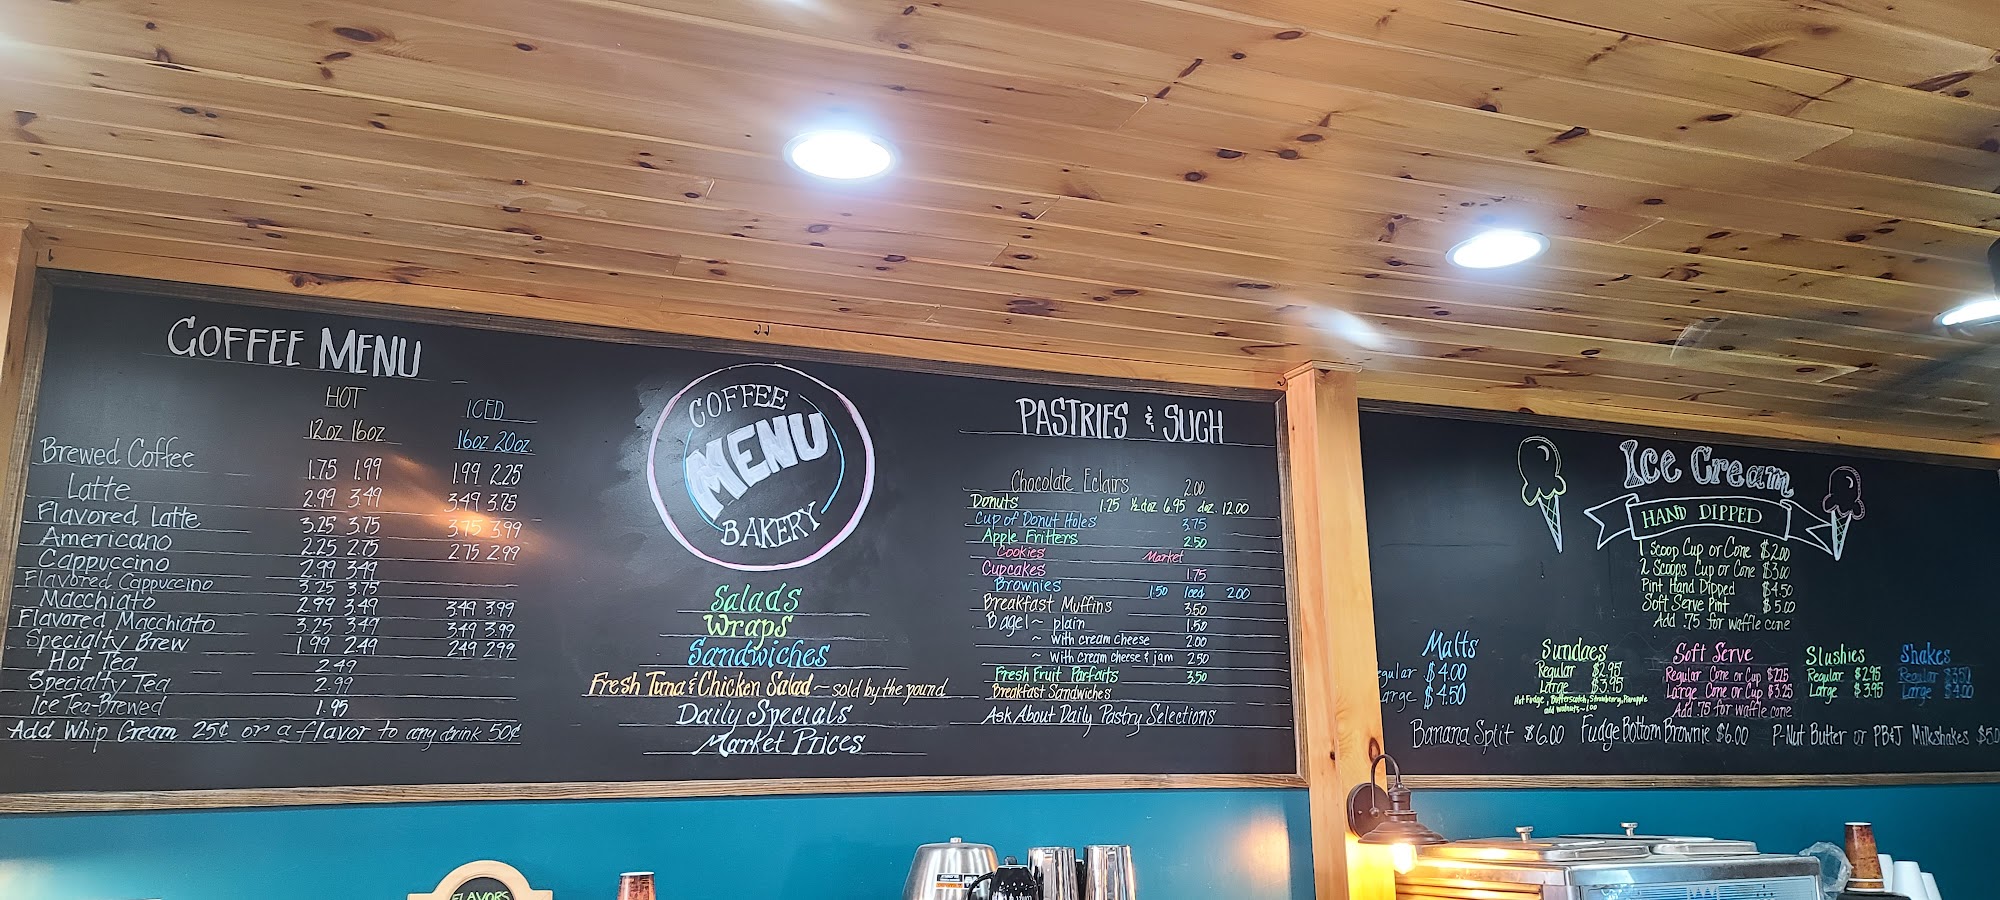 COFFEE MENU
HOT ICED
12oz 16oz 16oz 20oz.
Brewed Coffee 1.75 1.99 1.99 2.25
Latte 2.99 3.49 3.49 3.75
Flavored Latte 3.25 3.75 3.75 3.99
Americano 2.25 2.75 2.75 2.99
Cappuccino 2.99 3.49
Flavored Cappuccino 3.25 3.75
Macchiato 2.99 3.49 3.49 3.99
Flavored Macchiato 3.25 3.49 3.49 3.99
Specialty Brew 1.99 2.49 2.49 2.99
Hot Tea 2.49
Specialty Tea 2.99
Ice Tea-Brewed 1.95
Add Whip Cream 25¢ or a flavor to any drink 50¢
COFFEE
MENU
BAKERY
Salads
Wraps
Sandwiches
Fresh Tuna & Chicken Salad ~ sold by the pound
Daily Specials
Market Prices
PASTRIES & SUCH
Chocolate Eclairs 2.00
Donuts 1.25 ½ doz 6.95 doz. 12.00
Cup of Donut Holes 3.75
Apple Fritters 2.50
Cookies Market
Cupcakes 1.75
Brownies 1.50 Iced 2.00
Breakfast Muffins 3.50
Bagel ~ plain 1.50
~ with cream cheese 2.00
~ with cream cheese & jam 2.50
Fresh Fruit Parfaits 3.50
Breakfast Sandwiches
Ask About Daily Pastry Selections
Ice Cream
HAND DIPPED
1 Scoop Cup or Cone $2.00
2 Scoops Cup or Cone $3.00
Pint Hand Dipped $4.50
Soft Serve Pint $5.00
Add .75 for waffle cone
Malts
gular $4.00
arge $4.50
Sundaes
Regular $2.95
Large $3.95
Hot Fudge, Butterscotch, Strawberry, Pineapple
add walnuts ~ 1.00
Soft Serve
Regular Cone or Cup
Large Cone or Cup $3.25
Add .75 for waffle cone
Slushies
Regular $2.95
Large $3.95
Shakes
Regular $3.50
Large $4.00
Banana Split $6.00 Fudge Bottom Brownie $6.00 P-Nut Butter or PB&J Milkshakes $5.0
FLAVORS